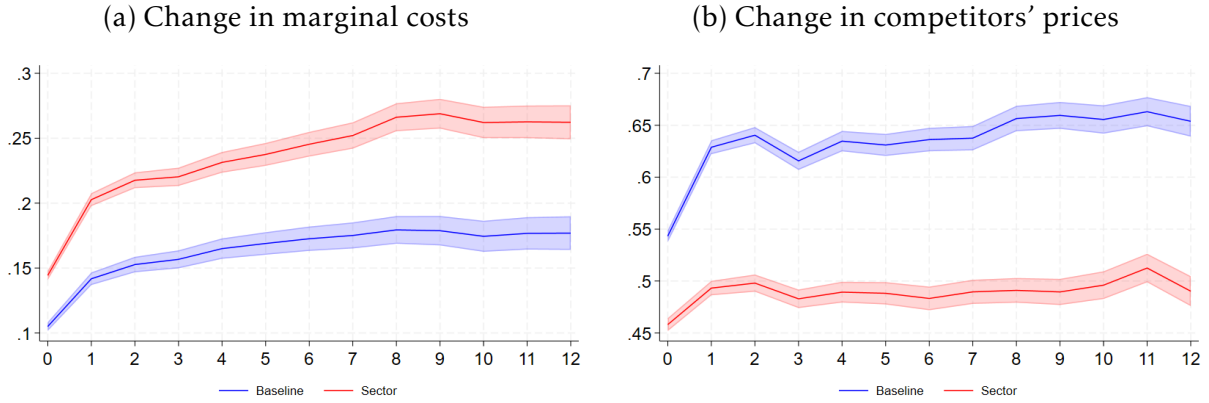 (a) Change in marginal costs
.3
.25
.2
.15
.1
0 1 2 3 4 5 6 7 8 9 10 11 12
Baseline Sector
(b) Change in competitors’ prices
.7
.65
.6
.55
.5
.45
0 1 2 3 4 5 6 7 8 9 10 11 12
Baseline Sector